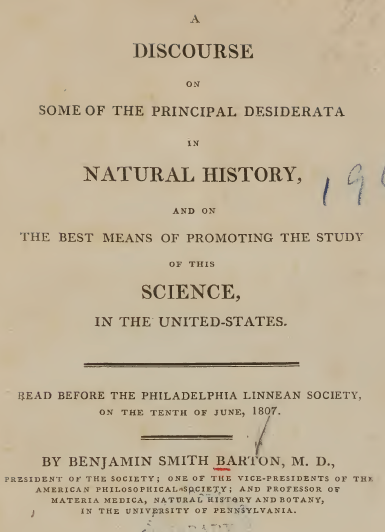 A
DISCOURSE
ON
SOME OF THE PRINCIPAL DESIDERATA
IN
NATURAL HISTORY,
AND ON
THE BEST MEANS OF PROMOTING THE STUDY
OF THIS
SCIENCE,
IN THE UNITED-STATES.
READ BEFORE THE PHILADELPHIA LINNEAN SOCIETY,
ON THE TENTH OF JUNE, 1807.
BY BENJAMIN SMITH BARTON, M. D.,
PRESIDENT OF THE SOCIETY; ONE OF THE VICE-PRESIDENTS OF THE
AMERICAN PHILOSOPHICAL SOCIETY; AND PROFESSOR OF
MATERIA MEDICA, NATURAL HISTORY AND BOTANY,
IN THE UNIVERSITY OF PENNSYLVANIA.